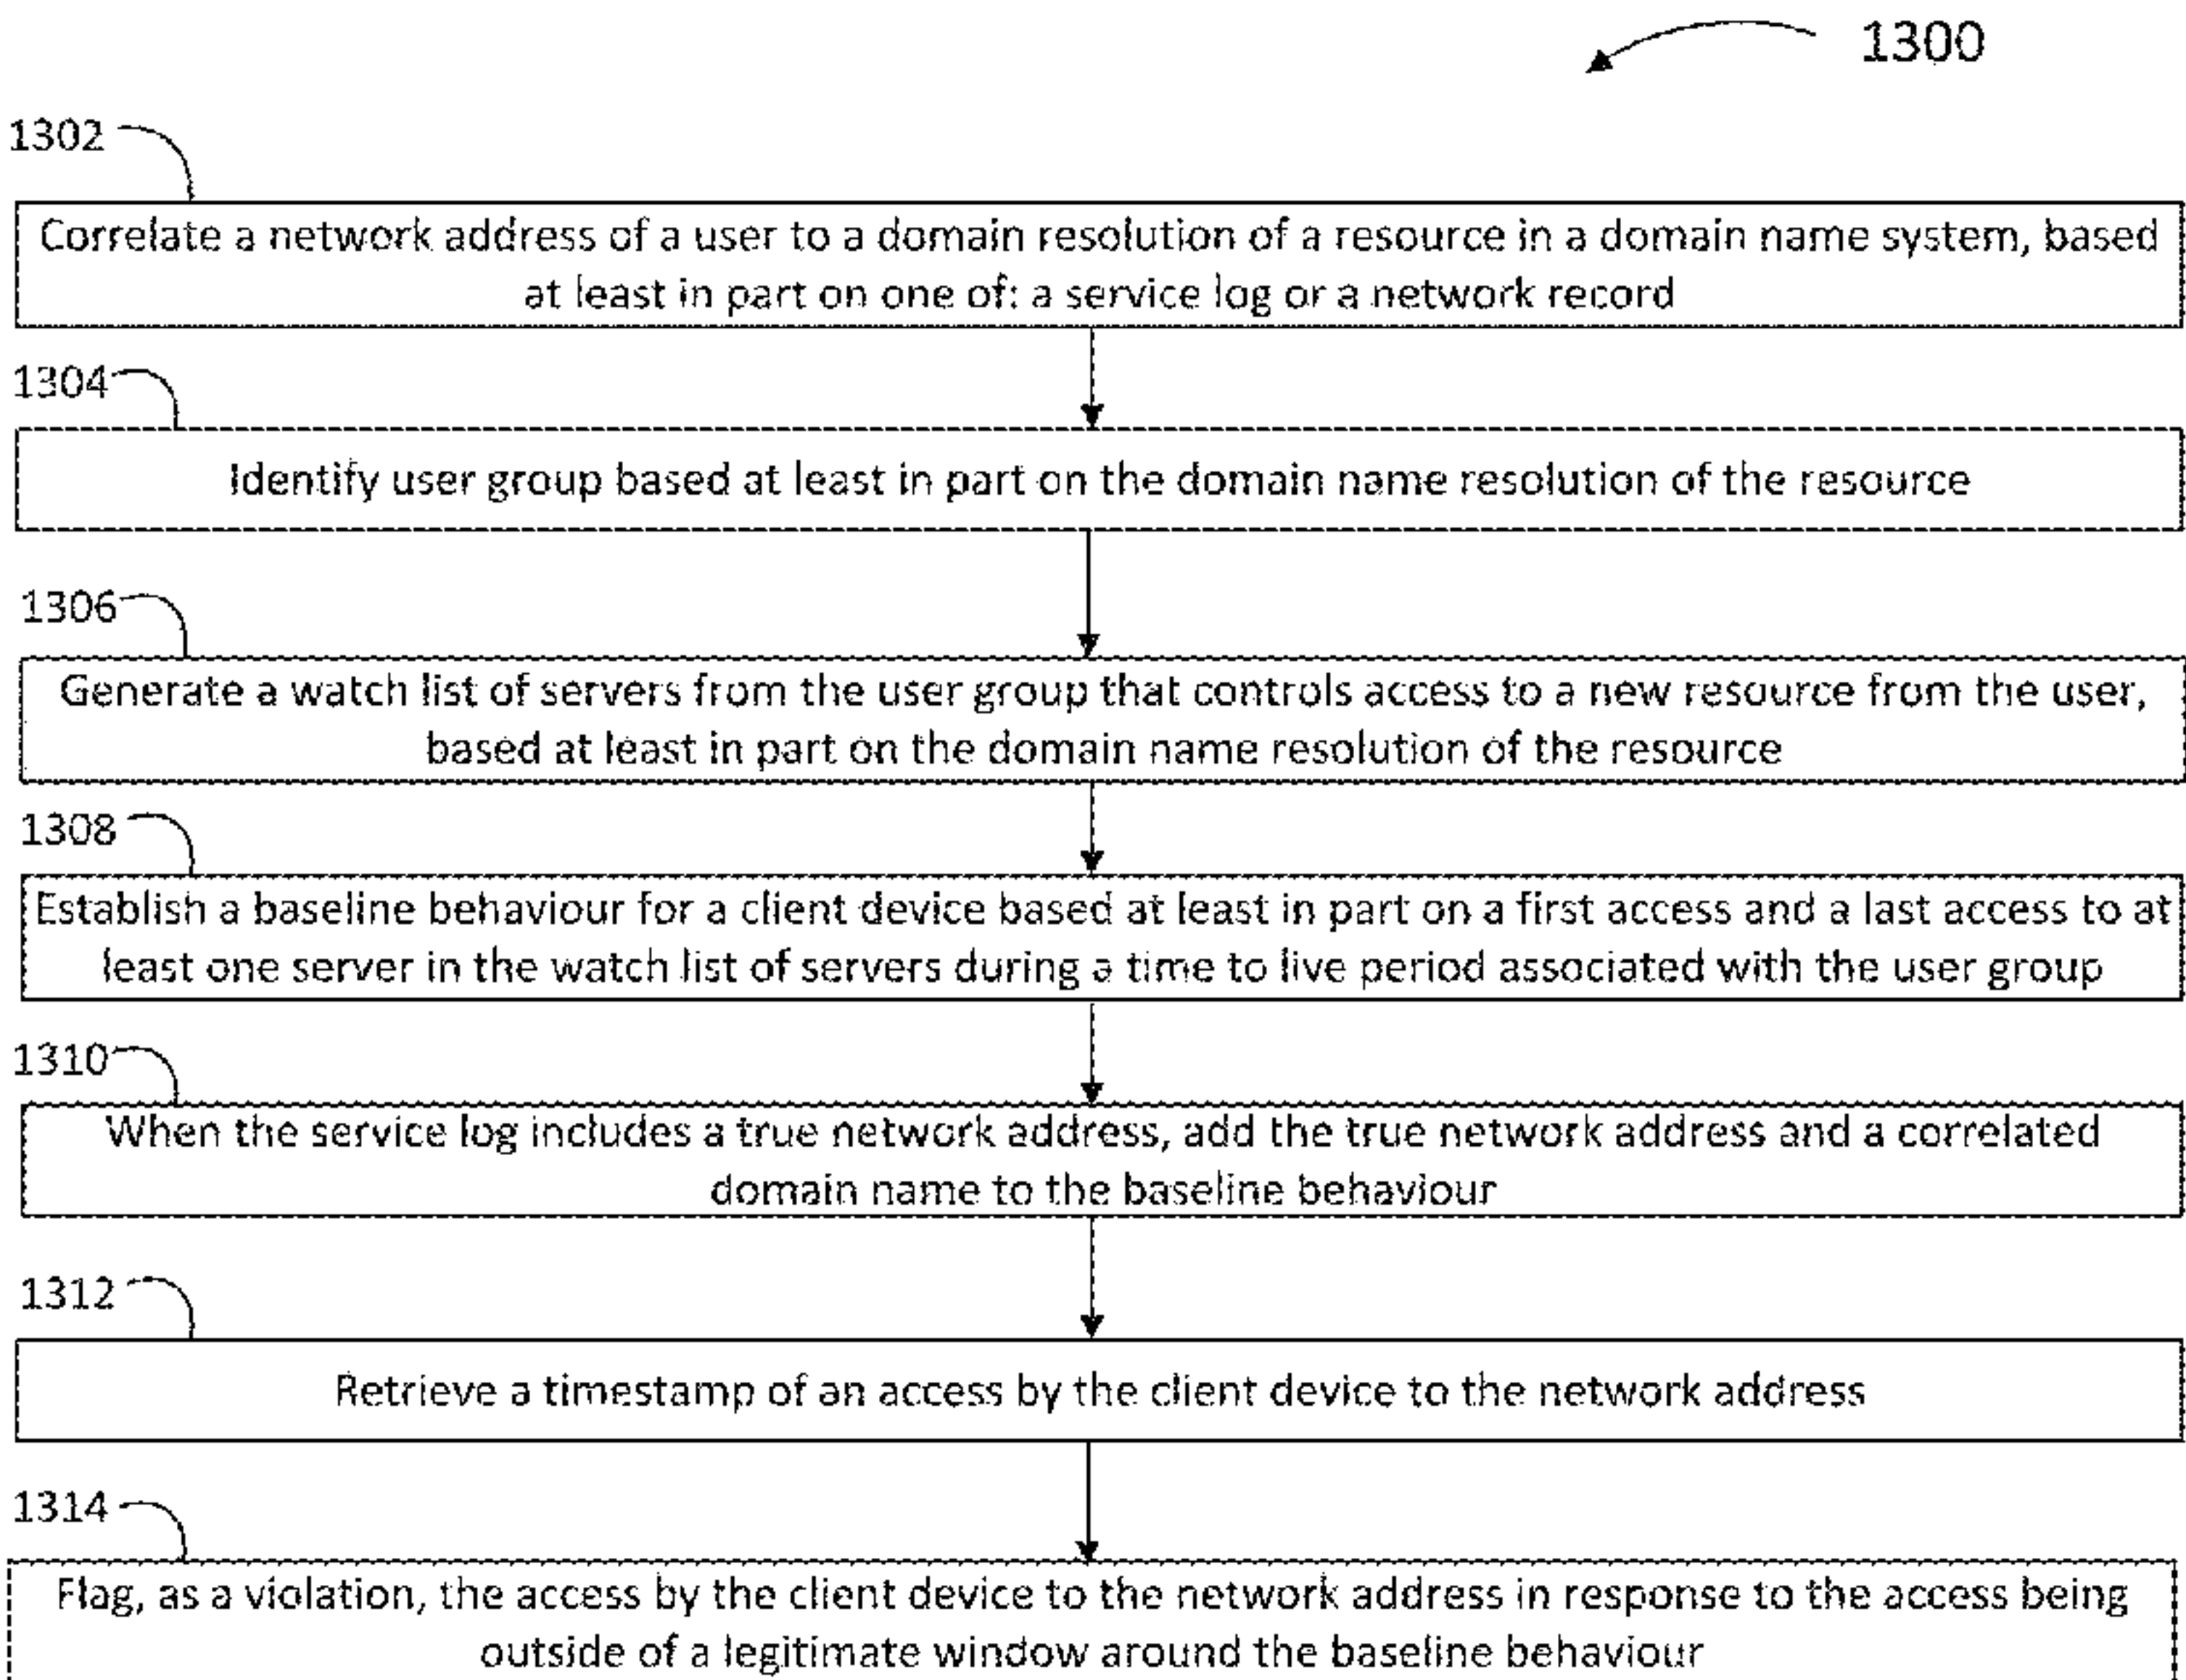 1300
1302
Correlate a network address of a user to a domain resolution of a resource in a domain name system, based
at least in part on one of: a service log or a network record
1304
Identify user group based at least in part on the domain name resolution of the resource
1306
Generate a watch list of servers from the user group that controls access to a new resource from the user,
based at least in part on the domain name resolution of the resource
1308
Establish a baseline behaviour for a client device based at least in part on a first access and a last access to at
least one server in the watch list of servers during a time to live period associated with the user group
1310
When the service log includes a true network address, add the true network address and a correlated
domain name to the baseline behaviour
1312
Retrieve a timestamp of an access by the client device to the network address
1314
Flag, as a violation, the access by the client device to the network address in response to the access being
outside of a legitimate window around the baseline behaviour